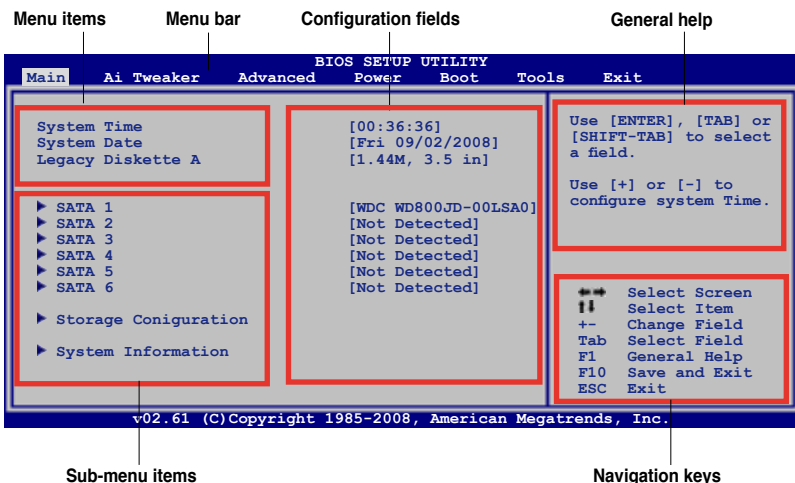 Menu items Menu bar Configuration fields General help
BIOS SETUP UTILITY
Main Ai Tweaker Advanced Power Boot Tools Exit
System Time [00:36:36]
System Date [Fri 09/02/2008]
Legacy Diskette A [1.44M, 3.5 in]
SATA 1 [WDC WD800JD-00LSA0]
SATA 2 [Not Detected]
SATA 3 [Not Detected]
SATA 4 [Not Detected]
SATA 5 [Not Detected]
SATA 6 [Not Detected]
Storage Coniguration
System Information
Use [ENTER], [TAB] or
[SHIFT-TAB] to select
a field.
Use [+] or [-] to
configure system Time.
←→ Select Screen
↑↓ Select Item
+- Change Field
Tab Select Field
F1 General Help
F10 Save and Exit
ESC Exit
v02.61 (C)Copyright 1985-2008, American Megatrends, Inc.
Sub-menu items Navigation keys